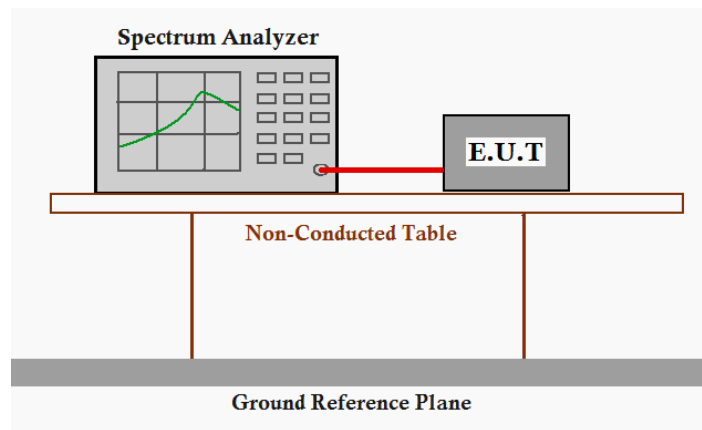 Spectrum Analyzer
E.U.T
Non-Conducted Table
Ground Reference Plane